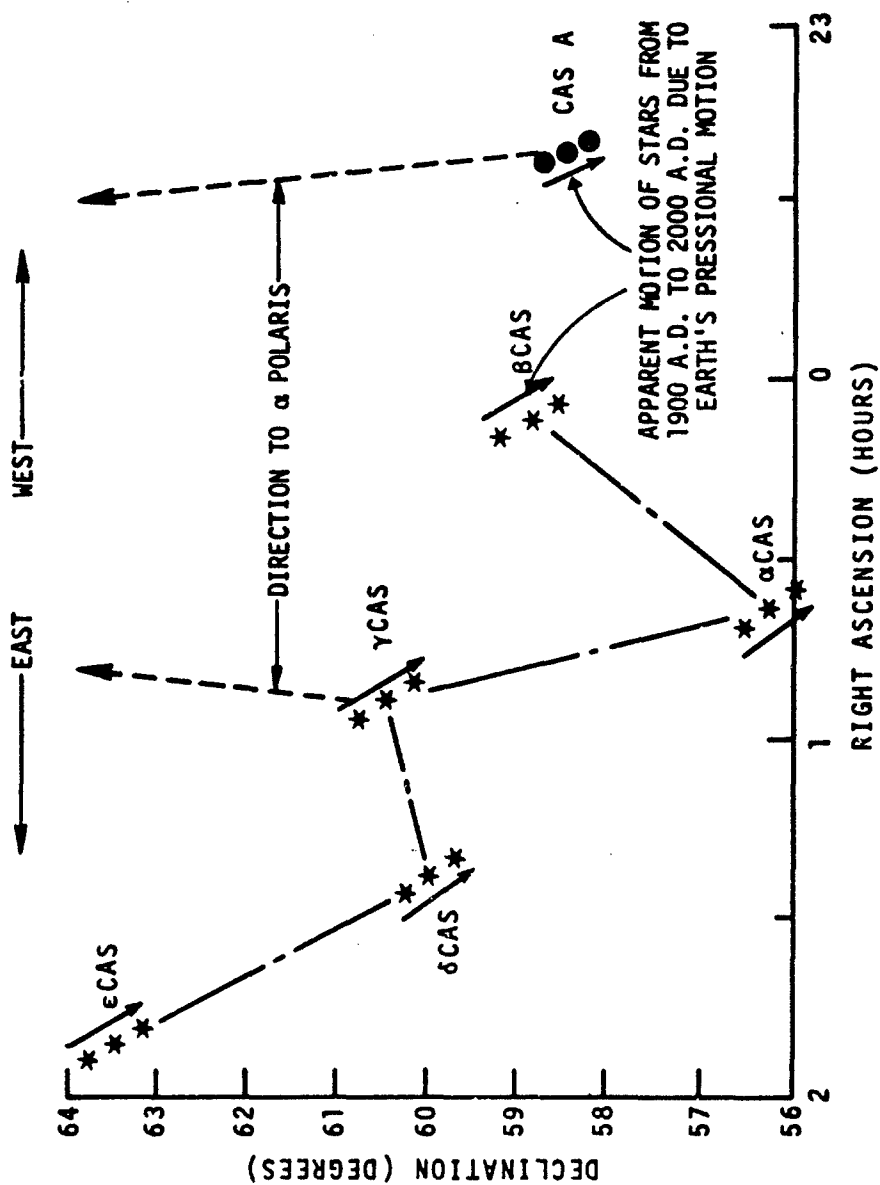 EAST
WEST
DIRECTION TO α POLARIS
εCAS
δCAS
γCAS
αCAS
βCAS
CAS A
APPARENT MOTION OF STARS FROM
1900 A.D. TO 2000 A.D. DUE TO
EARTH'S PRESSIONAL MOTION
DECLINATION (DEGREES)
64
63
62
61
60
59
58
57
56
2
1
0
23
RIGHT ASCENSION (HOURS)